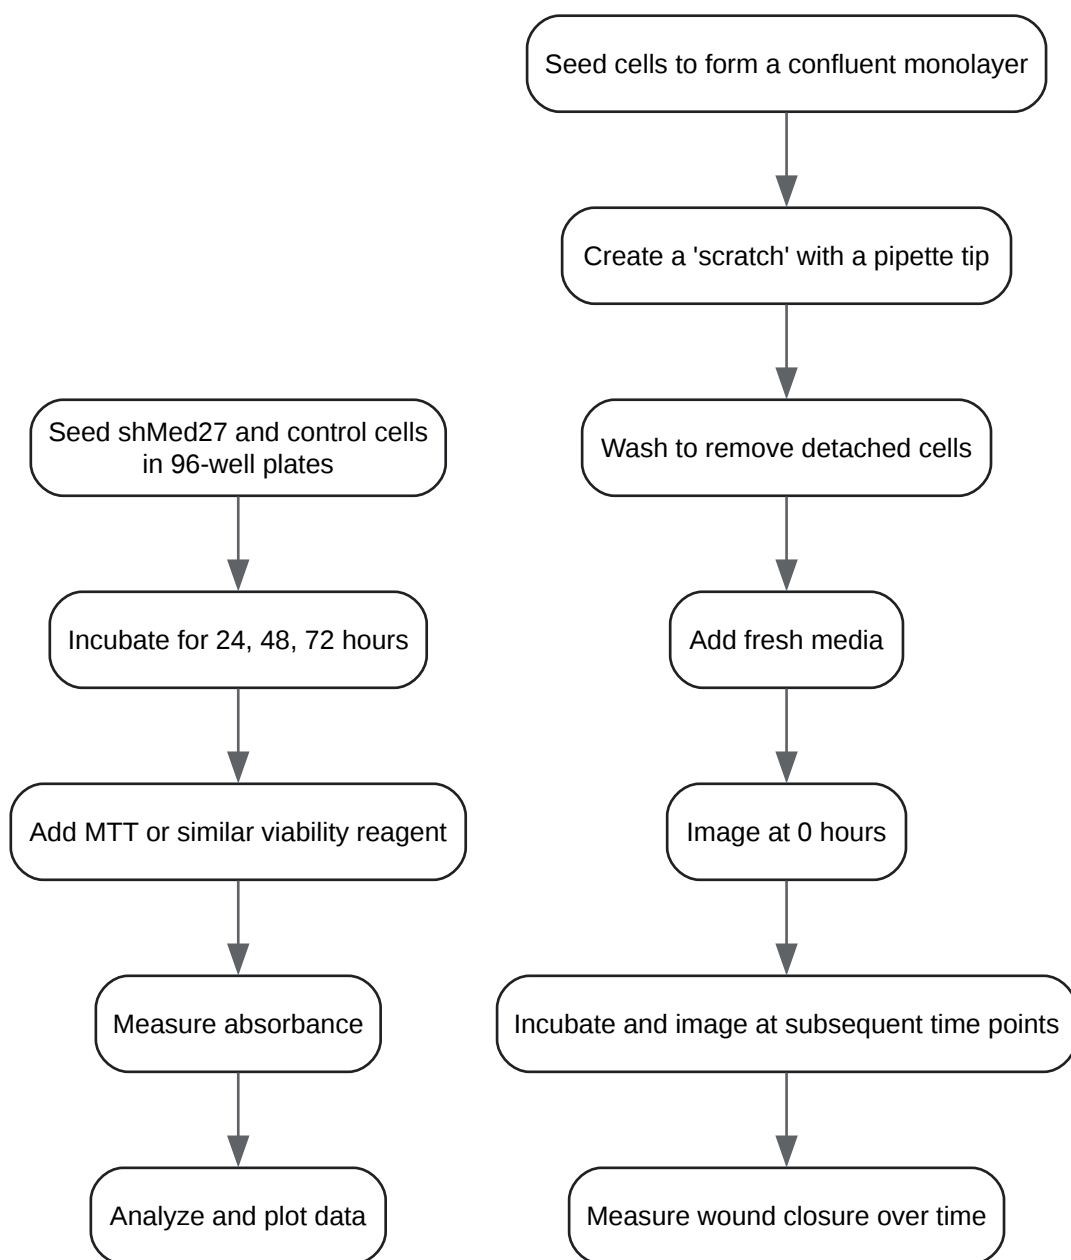 Seed shMed27 and control cells
in 96-well plates
Incubate for 24, 48, 72 hours
Add MTT or similar viability reagent
Measure absorbance
Analyze and plot data
Seed cells to form a confluent monolayer
Create a 'scratch' with a pipette tip
Wash to remove detached cells
Add fresh media
Image at 0 hours
Incubate and image at subsequent time points
Measure wound closure over time